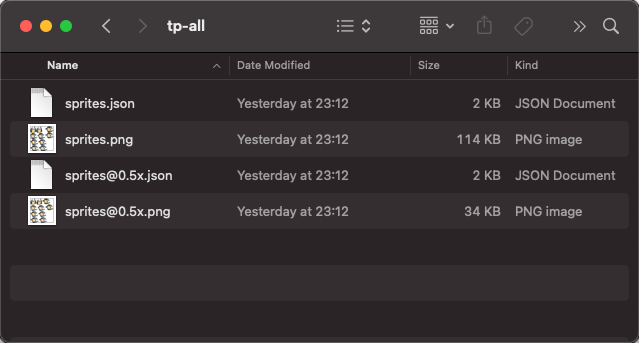 tp-all
Name Date Modified Size Kind
sprites.json Yesterday at 23:12 2 KB JSON Document
sprites.png Yesterday at 23:12 114 KB PNG image
sprites@0.5x.json Yesterday at 23:12 2 KB JSON Document
sprites@0.5x.png Yesterday at 23:12 34 KB PNG image